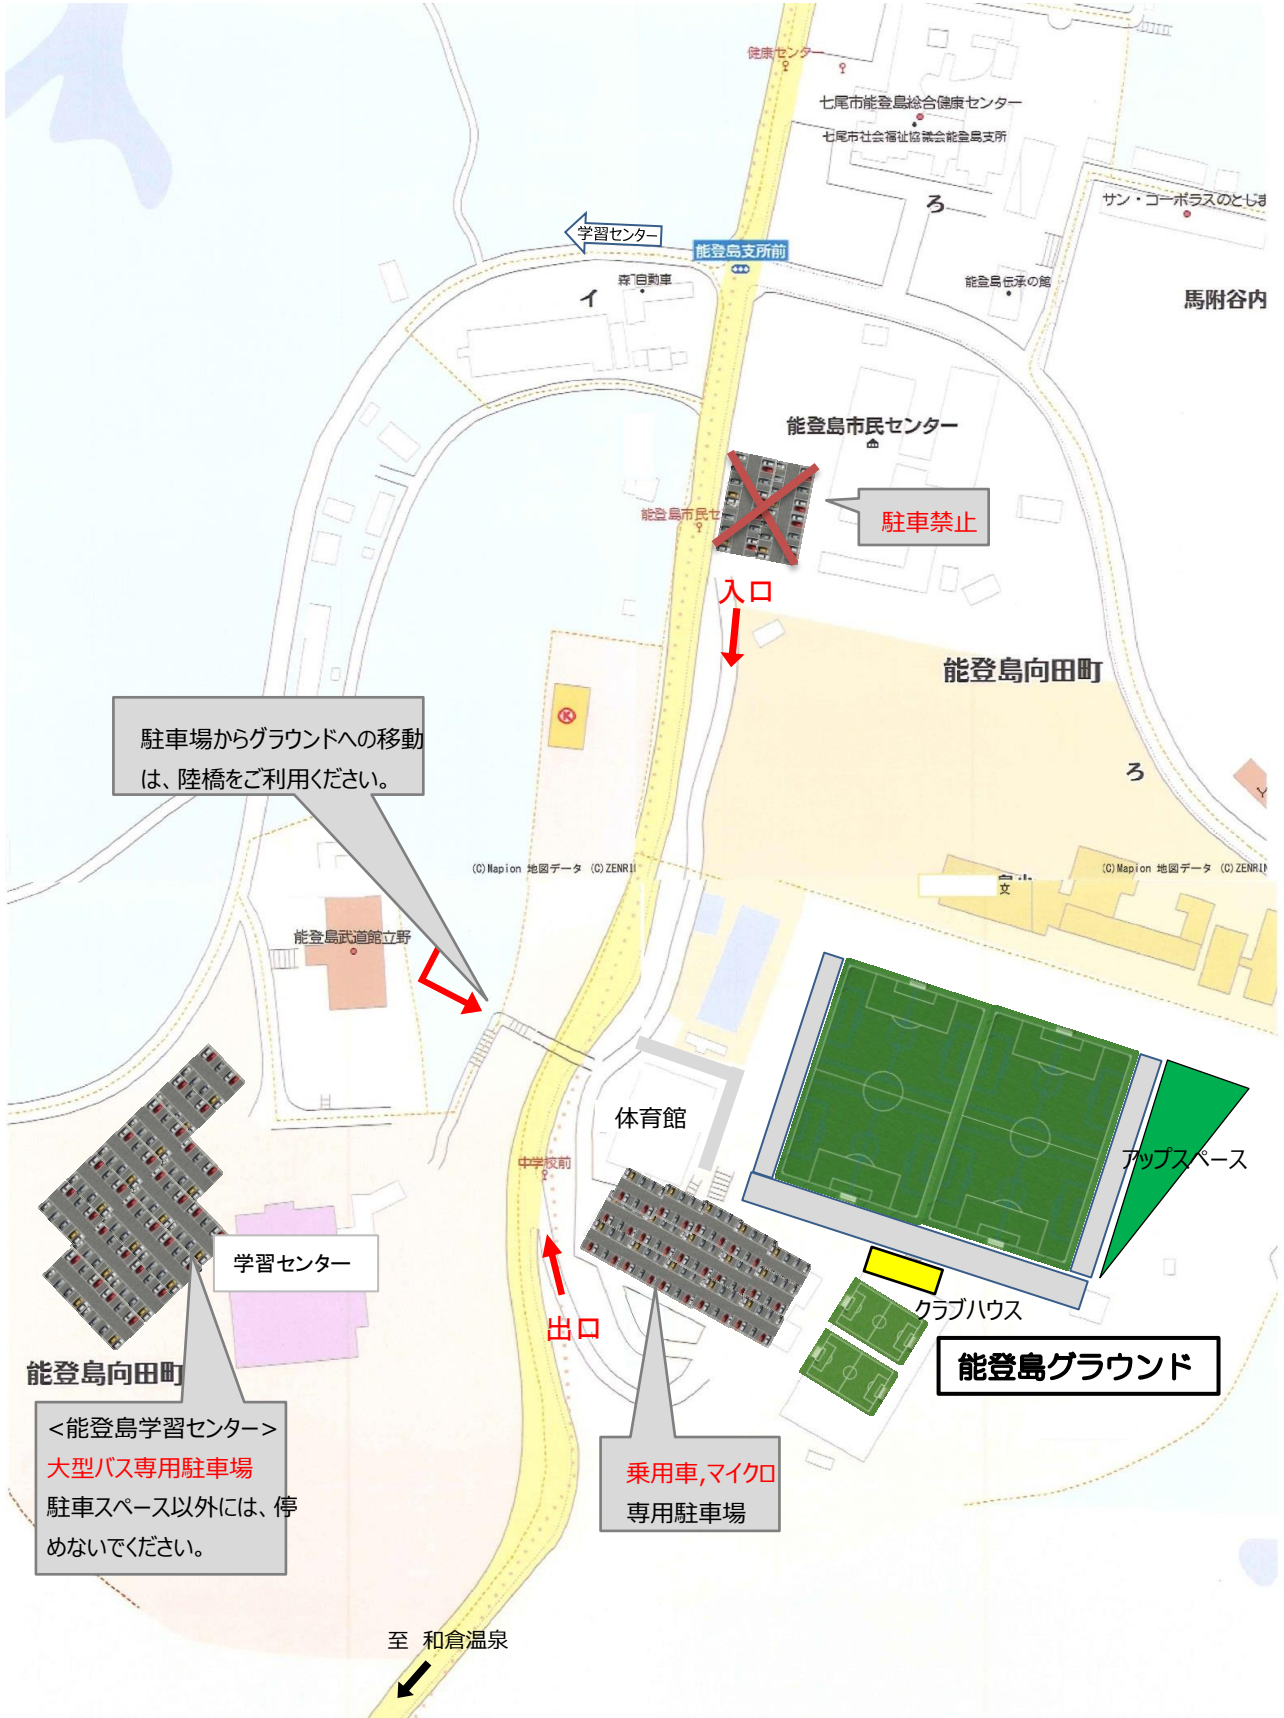 健康センター
七尾市能登島総合健康センター
七尾市社会福祉協議会能登島支所
サン・コーポラスのとじま
ろ
学習センター
能登島支所前
森自動車
イ
能登島伝承の館
馬附谷内
能登島市民センター
能登島市民セ
駐車禁止
入口
能登島向田町
ろ
駐車場からグラウンドへの移動
は、陸橋をご利用ください。
(C)Mapion 地図データ (C)ZENRI
(C)Mapion 地図データ (C)ZENRIN
文
能登島武道館立野
体育館
中学校前
アップスペース
学習センター
出口
クラブハウス
能登島グラウンド
能登島向田町
<能登島学習センター>
大型バス専用駐車場
駐車スペース以外には、停
めないでください。
乗用車,マイクロ
専用駐車場
至 和倉温泉